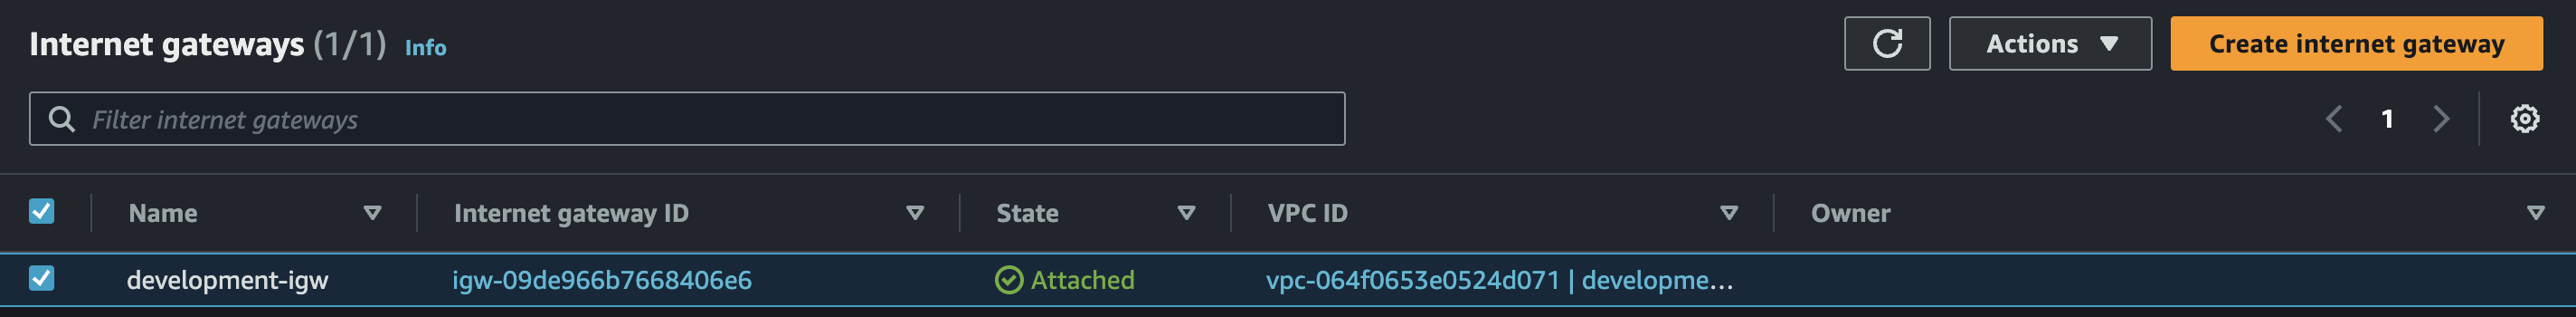 Internet gateways (1/1) Info
Actions
Create internet gateway
Filter internet gateways
1
Name Internet gateway ID State VPC ID Owner
development-igw igw-09de966b7668406e6 Attached vpc-064f0653e0524d071 | developme...